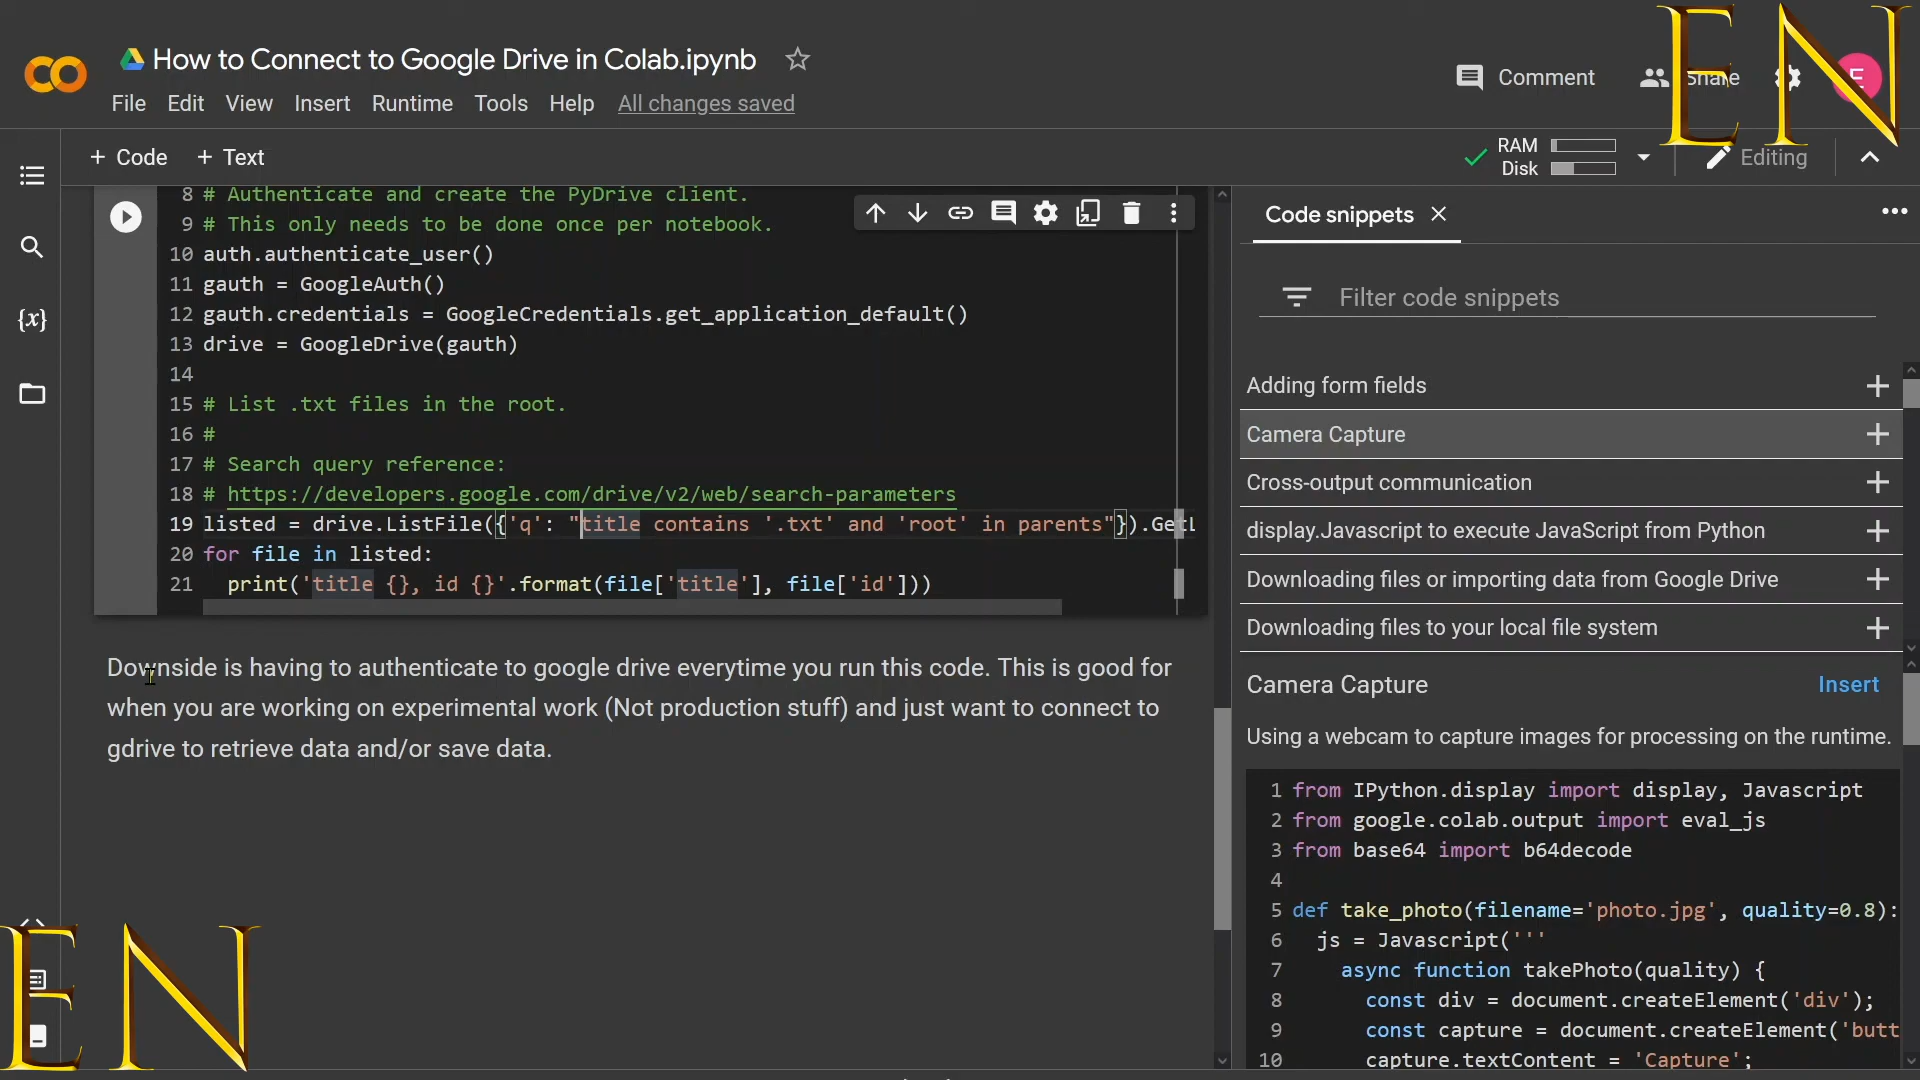 How to Connect to Google Drive in Colab.ipynb
File Edit View Insert Runtime Tools Help All changes saved
Comment
Share
E
EN
+ Code + Text
RAM
Disk
Editing
8 # Authenticate and create the PyDrive client.
9 # This only needs to be done once per notebook.
10 auth.authenticate_user()
11 gauth = GoogleAuth()
12 gauth.credentials = GoogleCredentials.get_application_default()
13 drive = GoogleDrive(gauth)
14
15 # List .txt files in the root.
16 #
17 # Search query reference:
18 # https://developers.google.com/drive/v2/web/search-parameters
19 listed = drive.ListFile({'q': "title contains '.txt' and 'root' in parents"}).GetL
20 for file in listed:
21 print('title {}, id {}'.format(file['title'], file['id']))
Downside is having to authenticate to google drive everytime you run this code. This is good for
when you are working on experimental work (Not production stuff) and just want to connect to
gdrive to retrieve data and/or save data.
{x}
EN
Code snippets
Filter code snippets
Adding form fields
Camera Capture
Cross-output communication
display.Javascript to execute JavaScript from Python
Downloading files or importing data from Google Drive
Downloading files to your local file system
Camera Capture
Insert
Using a webcam to capture images for processing on the runtime.
1 from IPython.display import display, Javascript
2 from google.colab.output import eval_js
3 from base64 import b64decode
4
5 def take_photo(filename='photo.jpg', quality=0.8):
6 js = Javascript('''
7 async function takePhoto(quality) {
8 const div = document.createElement('div');
9 const capture = document.createElement('butt
10 capture.textContent = 'Capture';